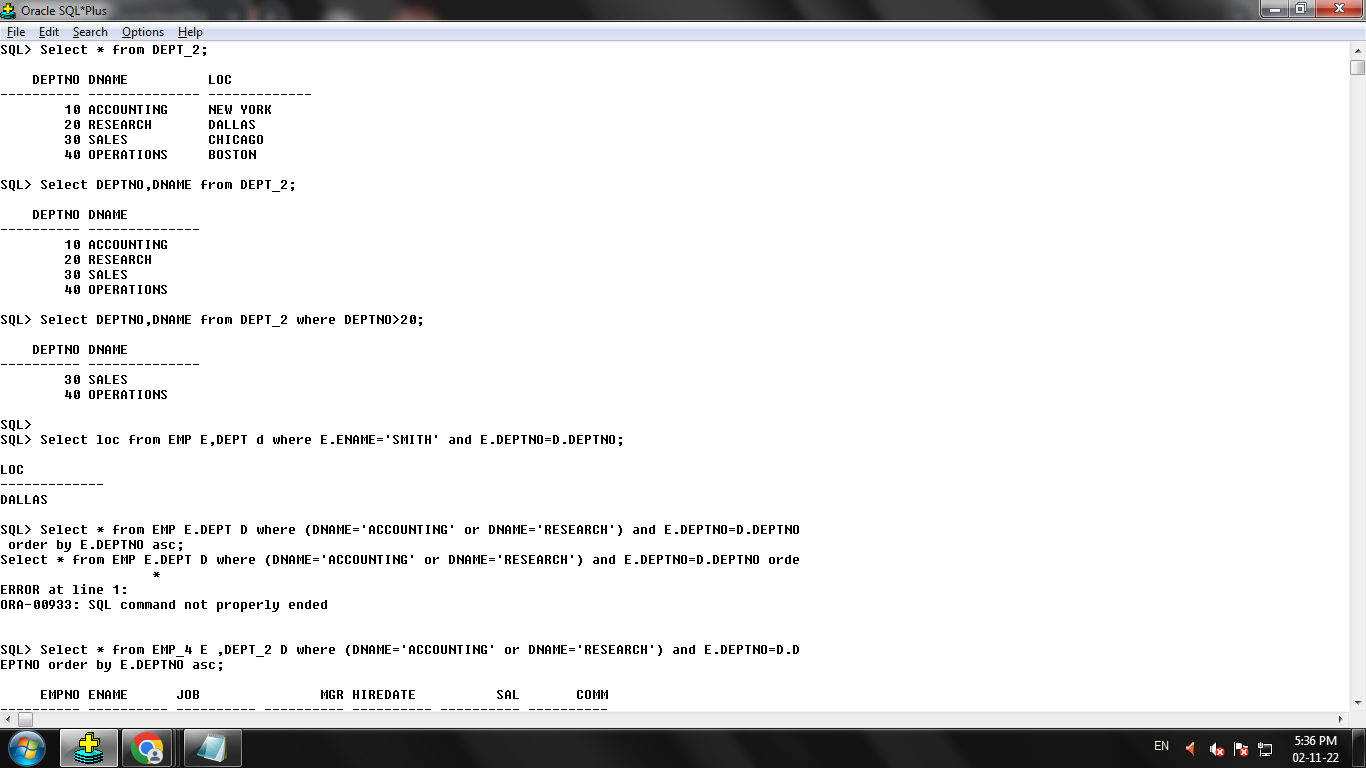 Oracle SQL*Plus
File Edit Search Options Help
SQL> Select * from DEPT_2;
    DEPTNO DNAME          LOC
---------- -------------- -------------
        10 ACCOUNTING     NEW YORK
        20 RESEARCH       DALLAS
        30 SALES          CHICAGO
        40 OPERATIONS     BOSTON
SQL> Select DEPTNO,DNAME from DEPT_2;
    DEPTNO DNAME
---------- --------------
        10 ACCOUNTING
        20 RESEARCH
        30 SALES
        40 OPERATIONS
SQL> Select DEPTNO,DNAME from DEPT_2 where DEPTNO>20;
    DEPTNO DNAME
---------- --------------
        30 SALES
        40 OPERATIONS
SQL>
SQL> Select loc from EMP E,DEPT d where E.ENAME='SMITH' and E.DEPTNO=D.DEPTNO;
LOC
-------------
DALLAS
SQL> Select * from EMP E.DEPT D where (DNAME='ACCOUNTING' or DNAME='RESEARCH') and E.DEPTNO=D.DEPTNO
 order by E.DEPTNO asc;
Select * from EMP E.DEPT D where (DNAME='ACCOUNTING' or DNAME='RESEARCH') and E.DEPTNO=D.DEPTNO orde
                   *
ERROR at line 1:
ORA-00933: SQL command not properly ended
SQL> Select * from EMP_4 E ,DEPT_2 D where (DNAME='ACCOUNTING' or DNAME='RESEARCH') and E.DEPTNO=D.D
EPTNO order by E.DEPTNO asc;
     EMPNO ENAME      JOB               MGR HIREDATE          SAL       COMM
---------- ---------- ---------- ---------- ---------- ---------- ----------
EN
5:36 PM
02-11-22